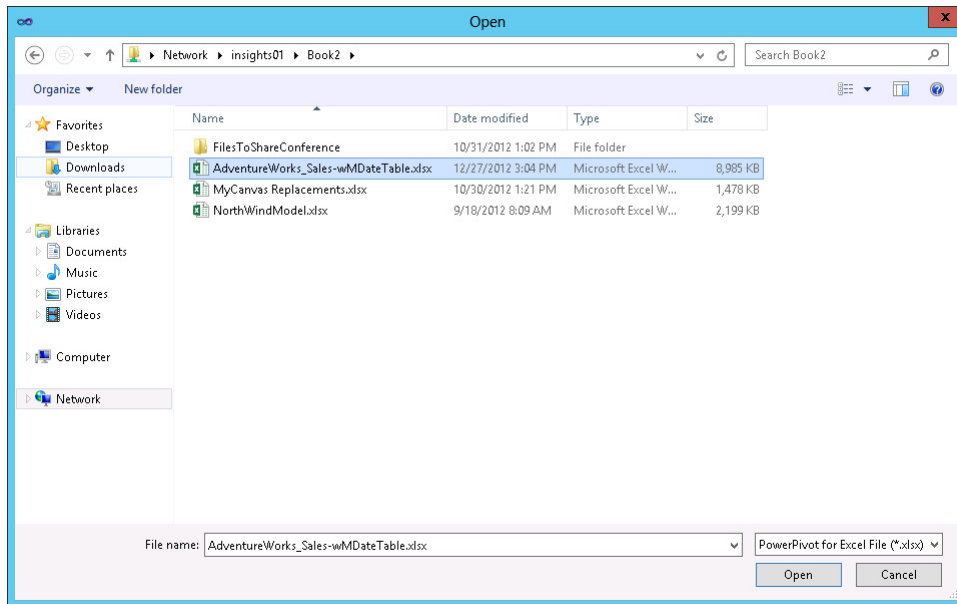 Open
x
Network insights01 Book2 Search Book2
Organize New folder
Name Date modified Type Size
Favorites
Desktop
Downloads
Recent places
Libraries
Documents
Music
Pictures
Videos
Computer
Network
FilesToShareConference 10/31/2012 1:02 PM File folder
AdventureWorks_Sales-wMDateTable.xlsx 12/27/2012 3:04 PM Microsoft Excel W... 8,985 KB
MyCanvas Replacements.xlsx 10/30/2012 1:21 PM Microsoft Excel W... 1,478 KB
NorthWindModel.xlsx 9/18/2012 8:09 AM Microsoft Excel W... 2,199 KB
File name: AdventureWorks_Sales-wMDateTable.xlsx PowerPivot for Excel File (*.xlsx)
Open Cancel